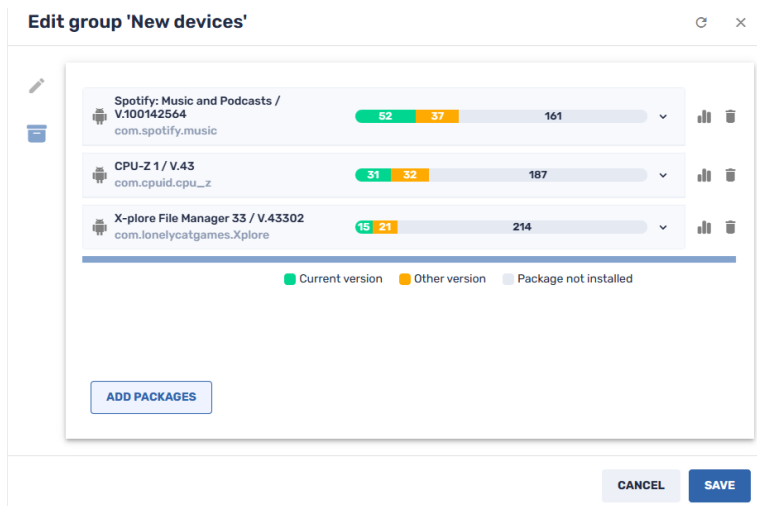 Edit group 'New devices'
Spotify: Music and Podcasts /
V.100142564
com.spotify.music
52 37 161
CPU-Z 1 / V.43
com.cpuid.cpu_z
31 32 187
X-plore File Manager 33 / V.43302
com.lonelycatgames.Xplore
15 21 214
Current version Other version Package not installed
ADD PACKAGES
CANCEL SAVE